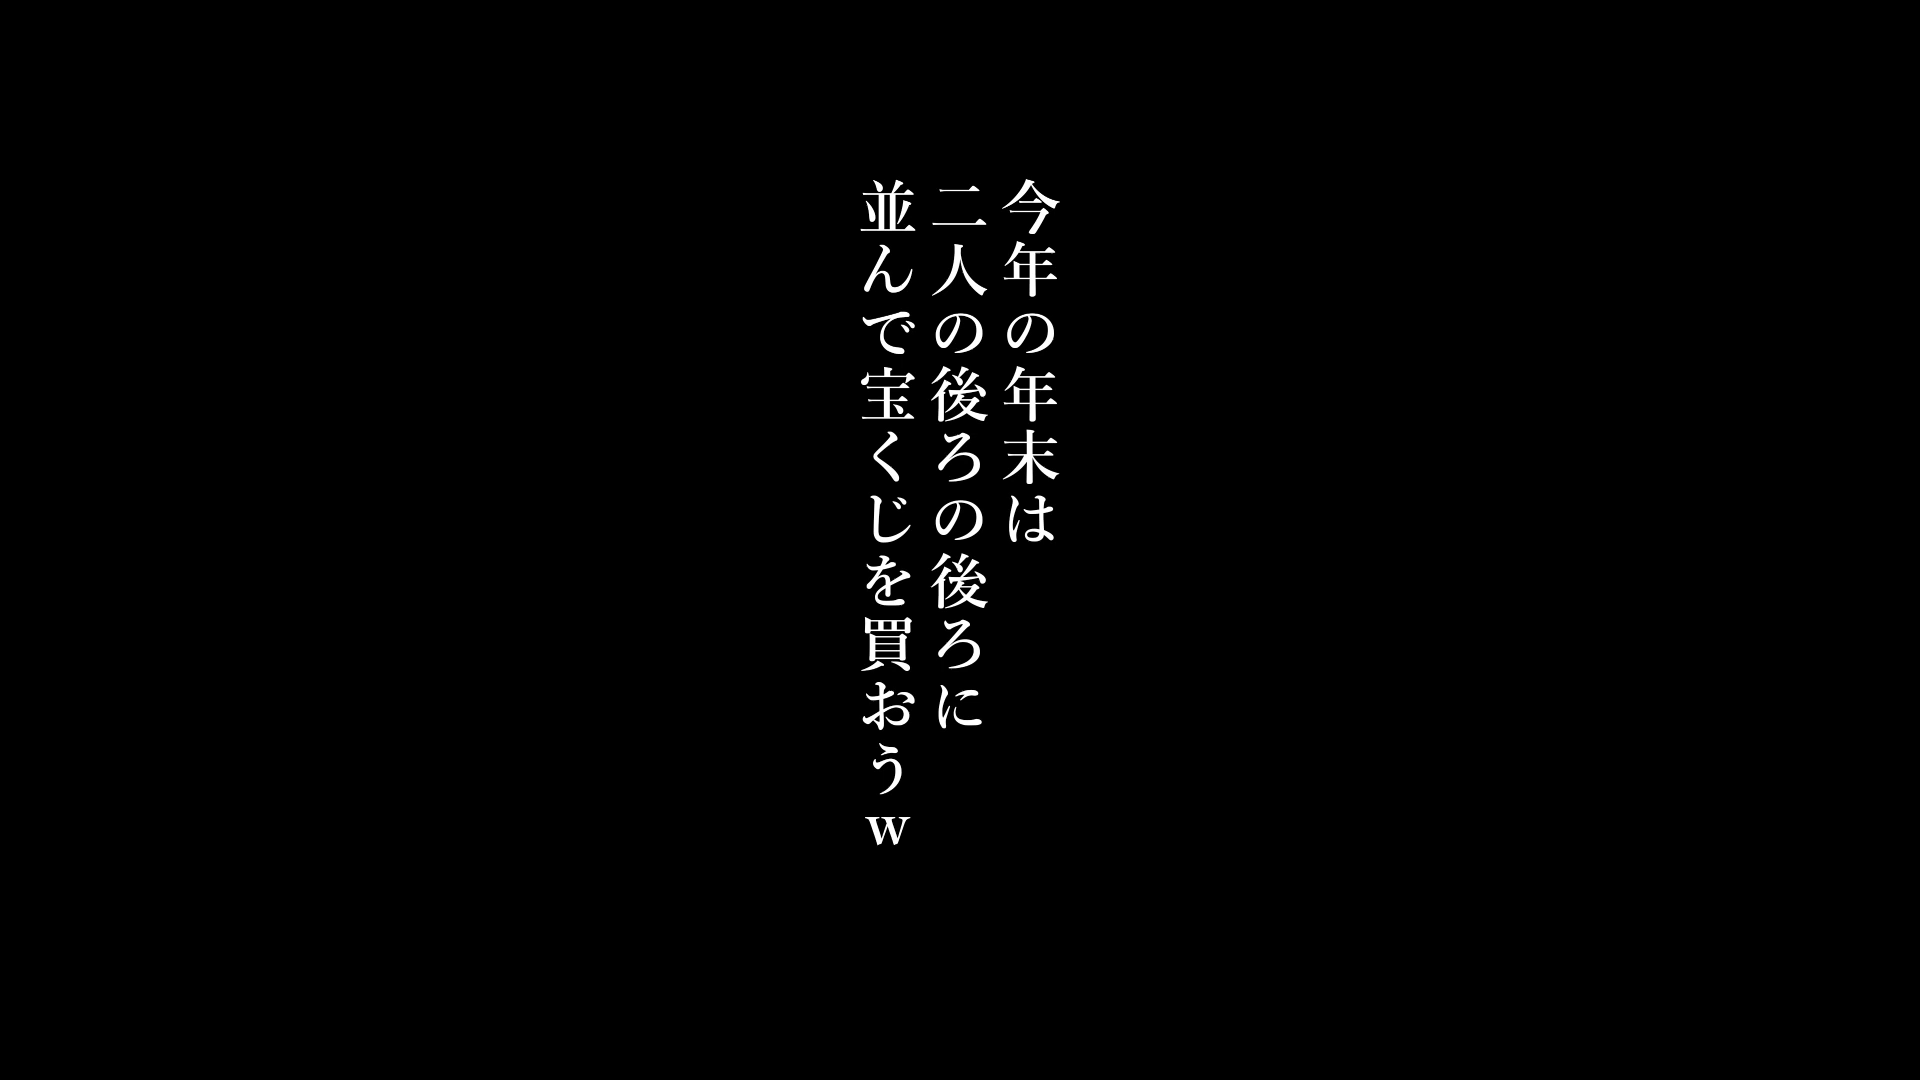 今年の年末は
二人の後ろの後ろに
並んで宝くじを買おうw